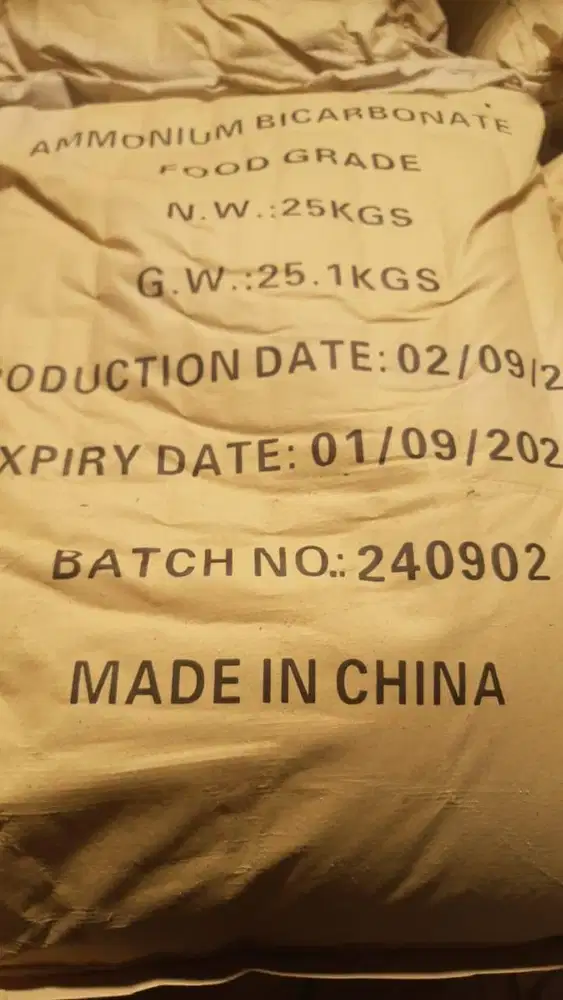 AMMONIUM BICARBONATE
FOOD GRADE
N.W.:25KGS
G.W.:25.1KGS
ODUCTION DATE:02/09/2
XPIRY DATE: 01/09/202
BATCH NO.: 240902
MADE IN CHINA